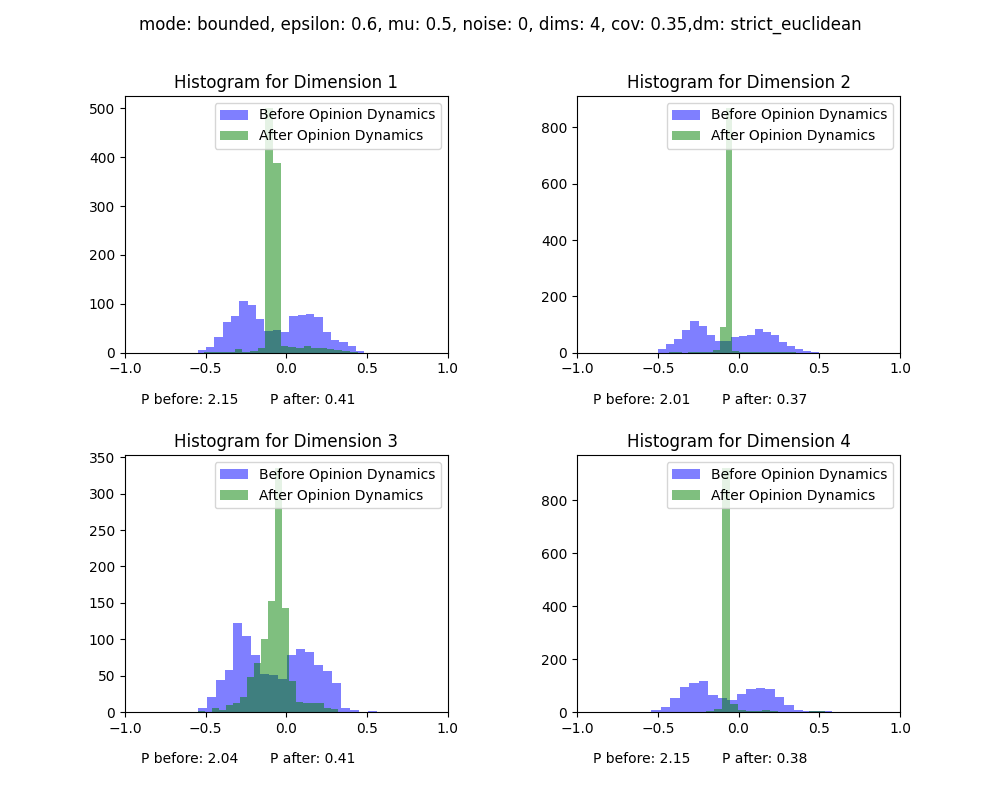 mode: bounded, epsilon: 0.6, mu: 0.5, noise: 0, dims: 4, cov: 0.35,dm: strict_euclidean
Histogram for Dimension 1
Before Opinion Dynamics
After Opinion Dynamics
500
400
300
200
100
0
−1.0 −0.5 0.0 0.5 1.0
P before: 2.15 P after: 0.41
Histogram for Dimension 2
Before Opinion Dynamics
After Opinion Dynamics
800
600
400
200
0
−1.0 −0.5 0.0 0.5 1.0
P before: 2.01 P after: 0.37
Histogram for Dimension 3
Before Opinion Dynamics
After Opinion Dynamics
350
300
250
200
150
100
50
0
−1.0 −0.5 0.0 0.5 1.0
P before: 2.04 P after: 0.41
Histogram for Dimension 4
Before Opinion Dynamics
After Opinion Dynamics
800
600
400
200
0
−1.0 −0.5 0.0 0.5 1.0
P before: 2.15 P after: 0.38